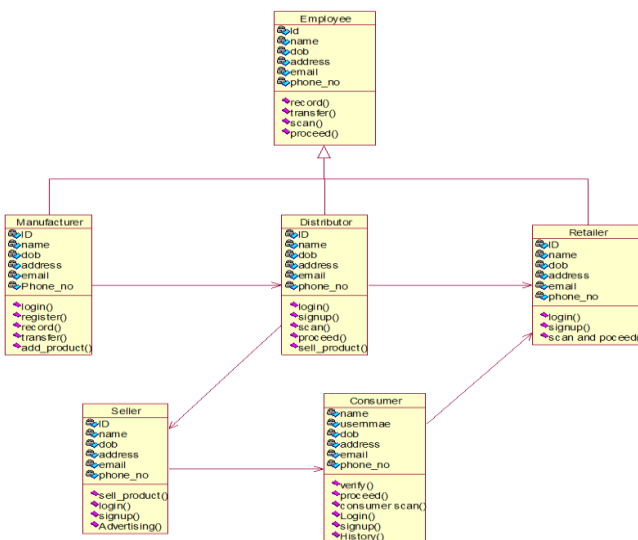 Employee
id
name
dob
address
email
phone_no
record()
transfer()
scan()
proceed()
Manufacturer
ID
name
dob
address
email
Phone_no
login()
register()
record()
transfer()
add_product()
Distributor
ID
name
dob
address
email
phone_no
login()
signup()
scan()
proceed()
sell_product()
Retailer
ID
name
dob
address
email
phone_no
login()
signup()
scan and poceed()
Seller
ID
name
dob
address
email
phone_no
sell_product()
login()
signup()
Advertising()
Consumer
name
usernmae
dob
address
email
phone_no
verify()
proceed()
consumer scan()
Login()
signup()
History()